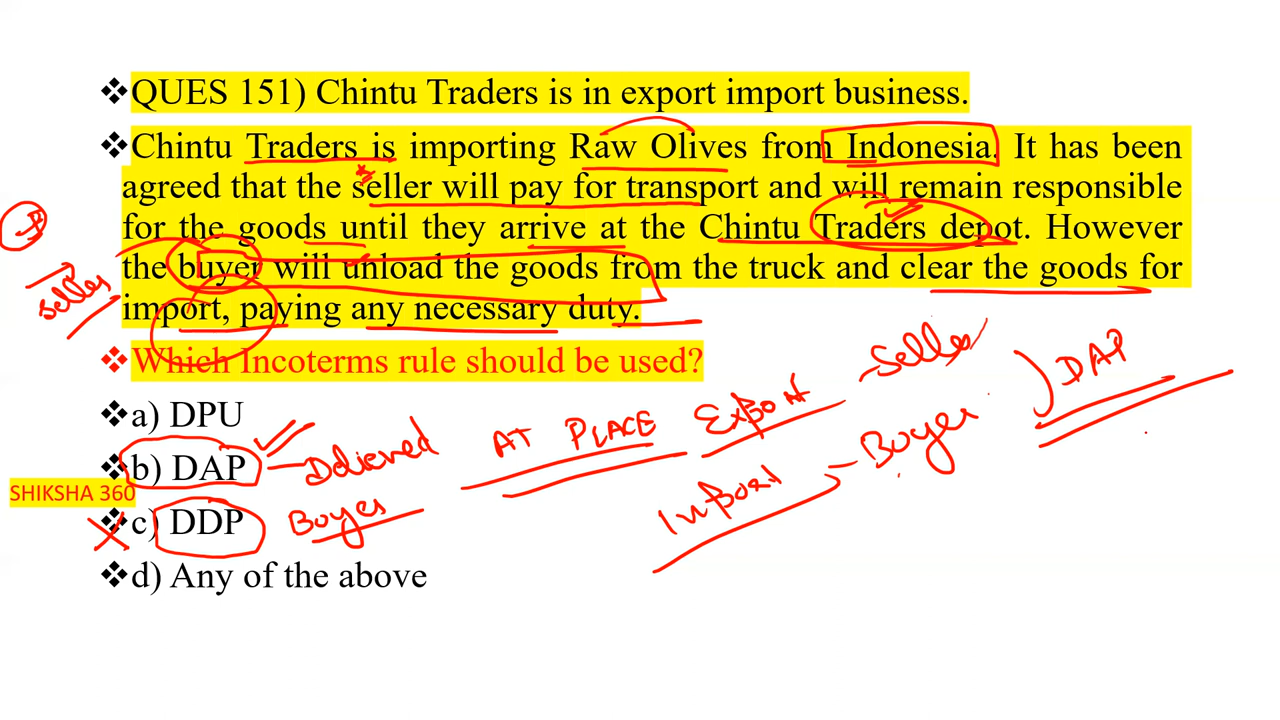 ❖QUES 151) Chintu Traders is in export import business.
❖Chintu Traders is importing Raw Olives from Indonesia. It has been
agreed that the seller will pay for transport and will remain responsible
for the goods until they arrive at the Chintu Traders depot. However
the buyer will unload the goods from the truck and clear the goods for
import, paying any necessary duty.
seller
❖Which Incoterms rule should be used?
❖a) DPU
❖b) DAP
Delieved AT PLACE
Export - Seller
Import - Buyer
DAP
SHIKSHA 360
❖c) DDP
Buyer
❖d) Any of the above